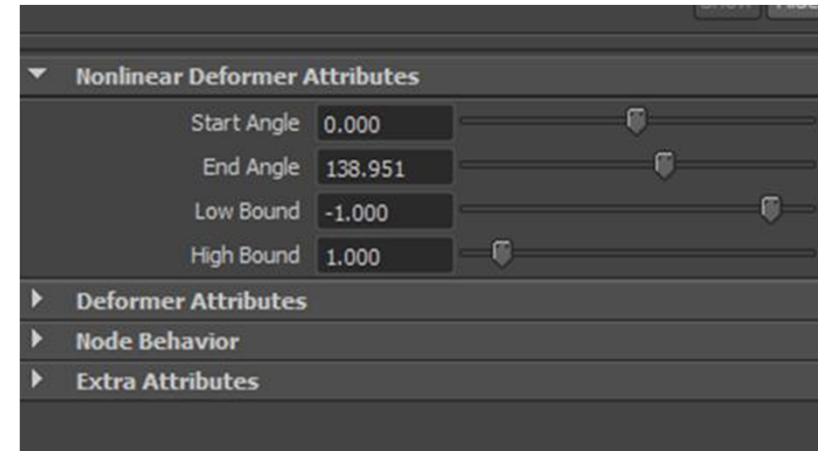 Nonlinear Deformer Attributes
Start Angle 0.000
End Angle 138.951
Low Bound -1.000
High Bound 1.000
Deformer Attributes
Node Behavior
Extra Attributes